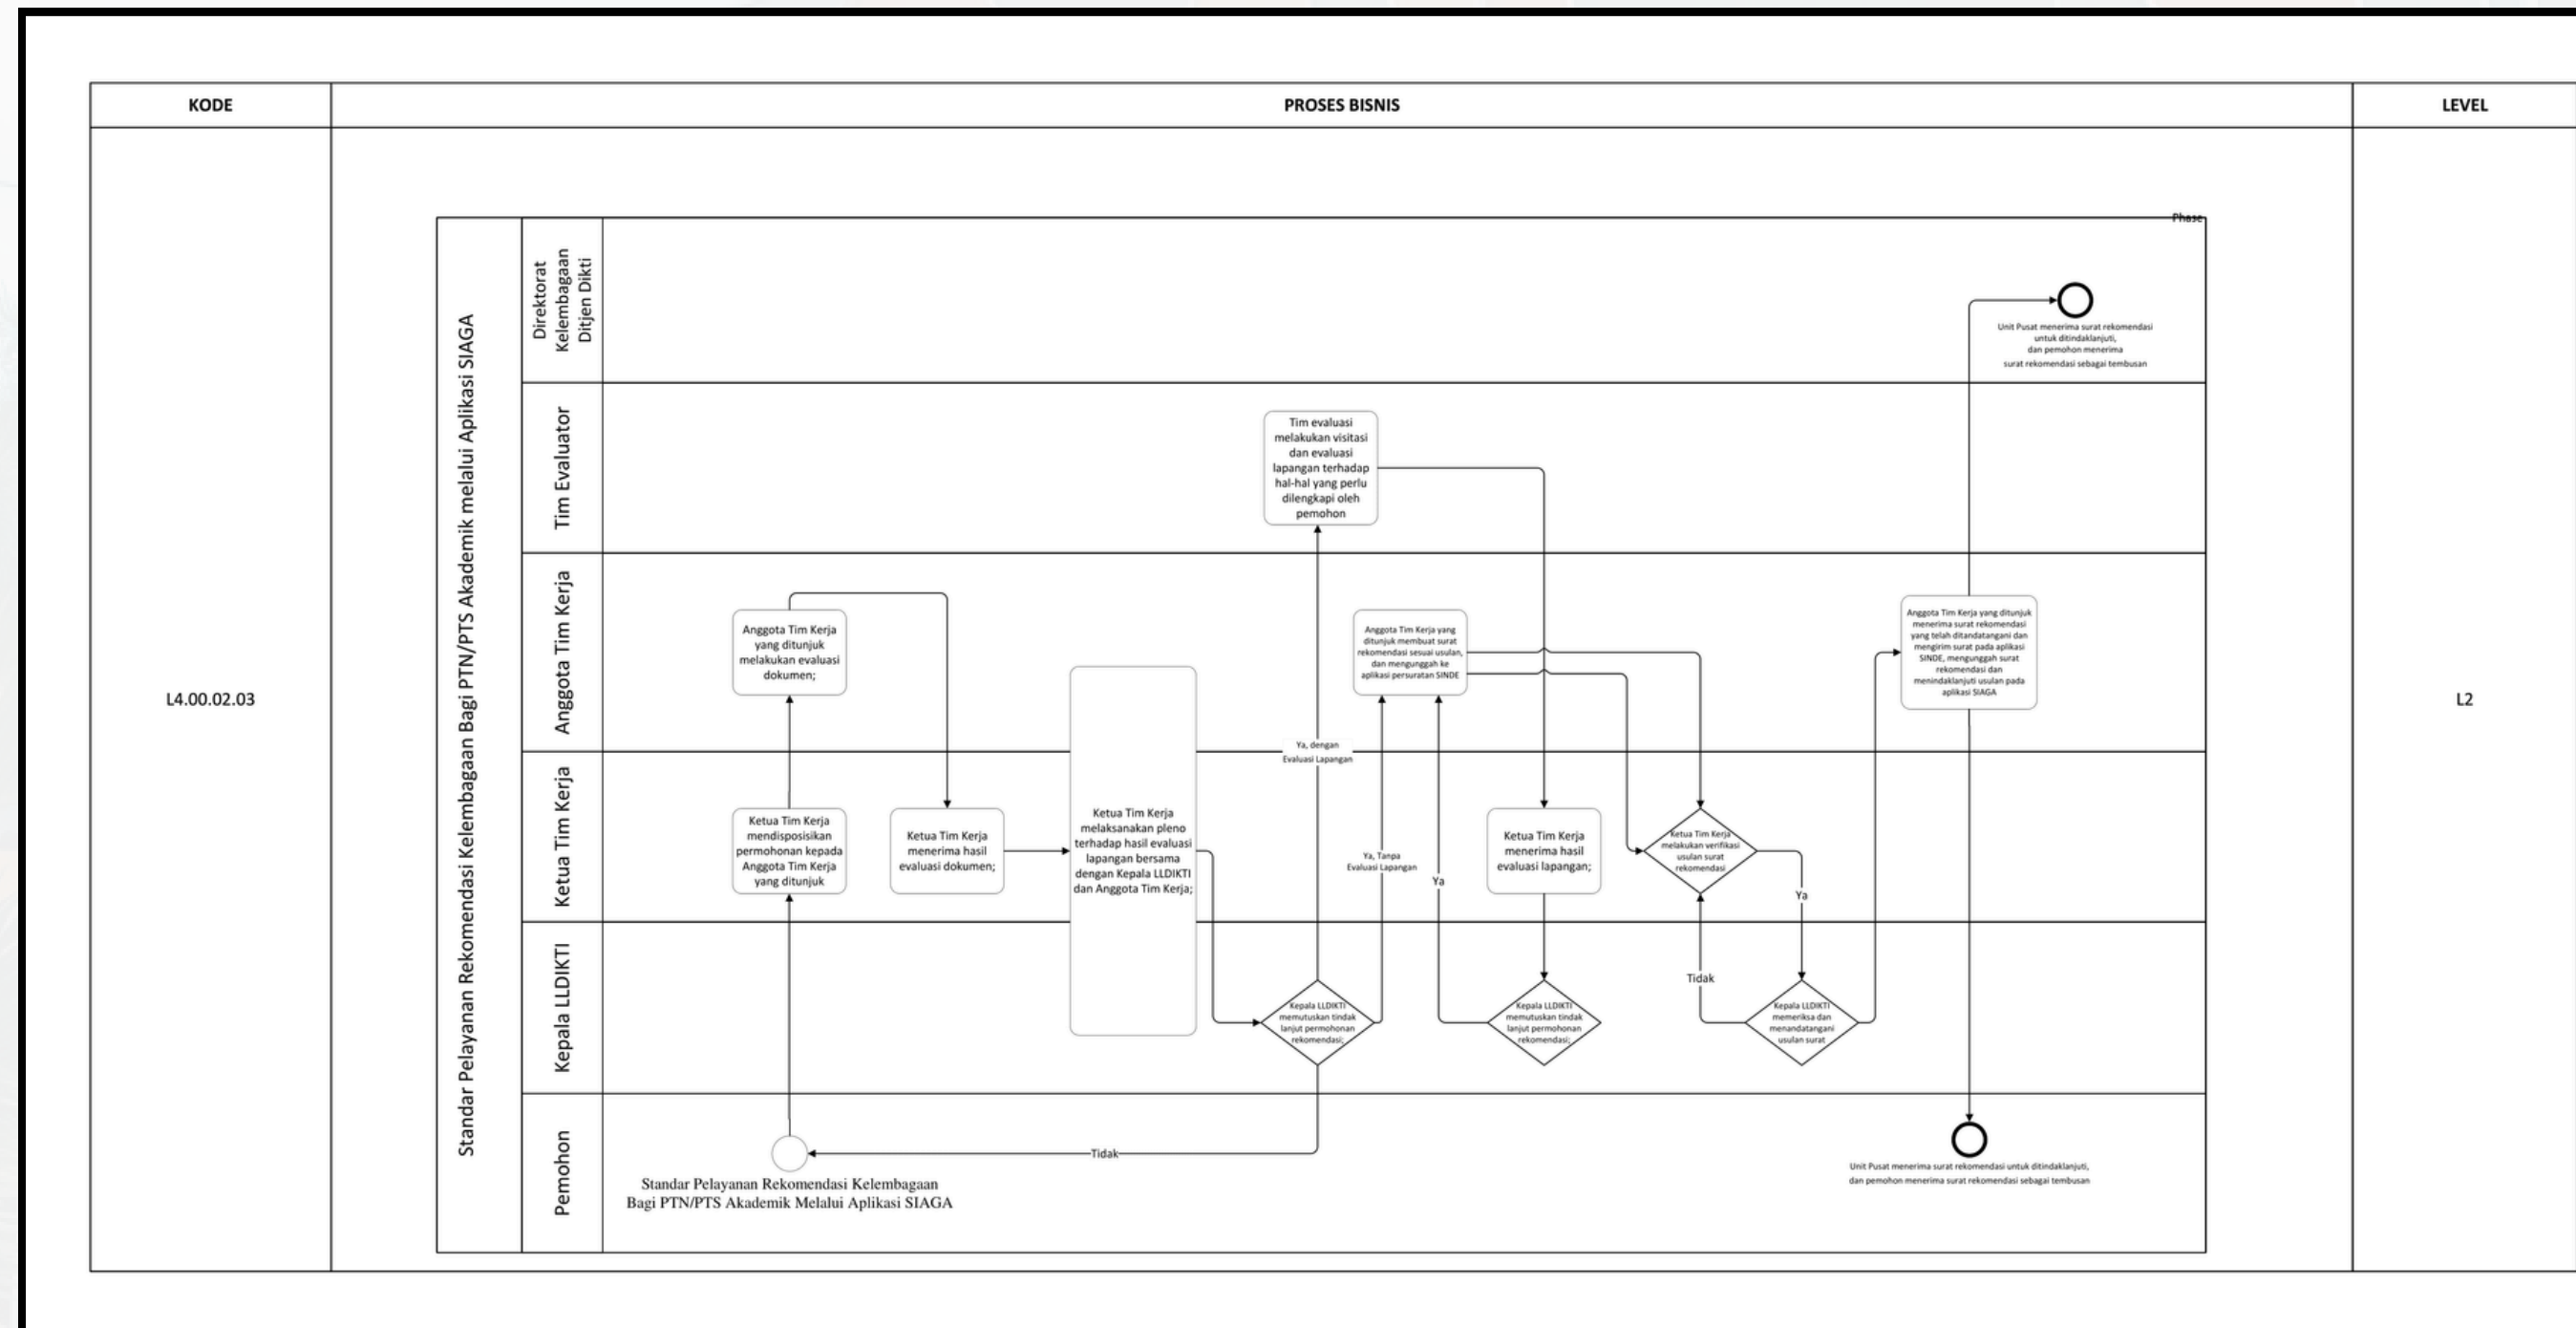 KODE
PROSES BISNIS
LEVEL
L4.00.02.03
L2
Phase
Standar Pelayanan Rekomendasi Kelembagaan Bagi PTN/PTS Akademik melalui Aplikasi SIAGA
Direktorat
Kelembagaan
Ditjen Dikti
Unit Pusat menerima surat rekomendasi
untuk ditindaklanjuti,
dan pemohon menerima
surat rekomendasi sebagai tembusan
Tim Evaluator
Tim evaluasi
melakukan visitasi
dan evaluasi
lapangan terhadap
hal-hal yang perlu
dilengkapi oleh
pemohon
Anggota Tim Kerja
Anggota Tim Kerja
yang ditunjuk
melakukan evaluasi
dokumen;
Anggota Tim Kerja yang
ditunjuk membuat surat
rekomendasi sesuai usulan,
dan mengunggah ke
aplikasi persuratan SINDE
Anggota Tim Kerja yang ditunjuk
menerima surat rekomendasi
yang telah ditandatangani dan
mengirim surat pada aplikasi
SINDE, mengunggah surat
rekomendasi dan
menindaklanjuti usulan pada
aplikasi SIAGA
Ya, dengan
Evaluasi Lapangan
Ketua Tim Kerja
Ketua Tim Kerja
mendisposisikan
permohonan kepada
Anggota Tim Kerja
yang ditunjuk
Ketua Tim Kerja
menerima hasil
evaluasi dokumen;
Ketua Tim Kerja
melaksanakan pleno
terhadap hasil evaluasi
lapangan bersama
dengan Kepala LLDIKTI
dan Anggota Tim Kerja;
Ya, Tanpa
Evaluasi Lapangan
Ya
Ketua Tim Kerja
menerima hasil
evaluasi lapangan;
Ketua Tim Kerja
melakukan verifikasi
usulan surat
rekomendasi
Ya
Kepala LLDIKTI
Kepala LLDIKTI
memutuskan tindak
lanjut permohonan
rekomendasi;
Kepala LLDIKTI
memutuskan tindak
lanjut permohonan
rekomendasi;
Tidak
Kepala LLDIKTI
memeriksa dan
menandatangani
usulan surat
Pemohon
Tidak
Standar Pelayanan Rekomendasi Kelembagaan
Bagi PTN/PTS Akademik Melalui Aplikasi SIAGA
Unit Pusat menerima surat rekomendasi untuk ditindaklanjuti,
dan pemohon menerima surat rekomendasi sebagai tembusan